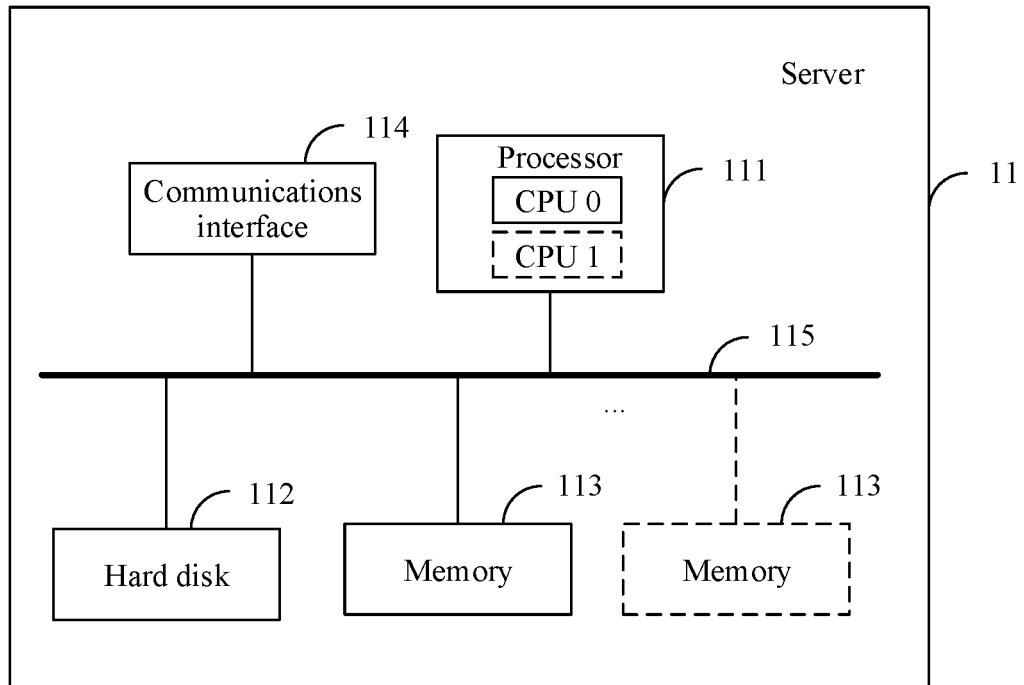 Server
114
Processor
111
11
Communications
interface
CPU 0
CPU 1
115
...
112
113
113
Hard disk
Memory
Memory